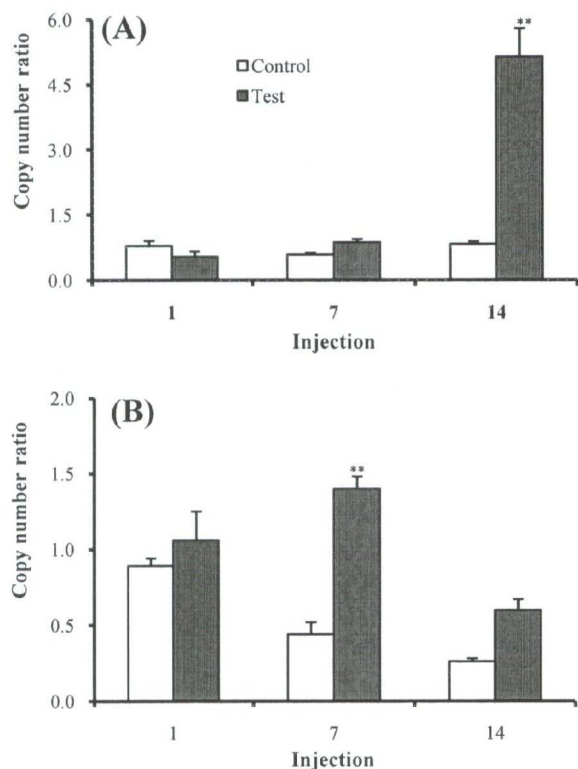 (A)
6.0
**
Control
Test
4.5
3.0
1.5
0.0
Copy number ratio
1 7 14
Injection
(B)
2.0
**
1.5
1.0
0.5
0.0
Copy number ratio
1 7 14
Injection